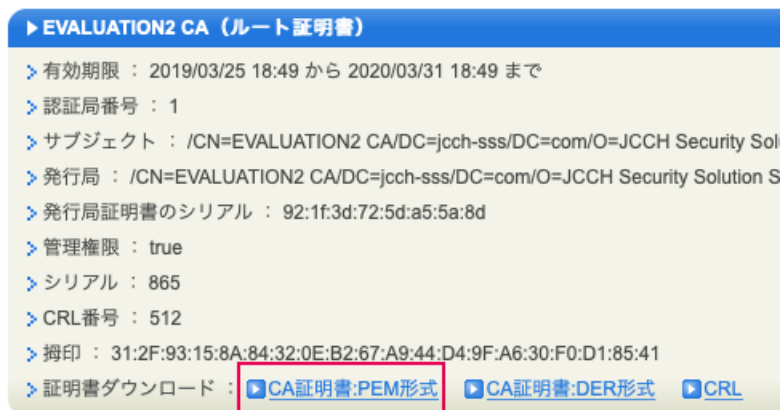 EVALUATION2 CA（ルート証明書）
有効期限 ： 2019/03/25 18:49 から 2020/03/31 18:49 まで
認証局番号 ： 1
サブジェクト ： /CN=EVALUATION2 CA/DC=jcch-sss/DC=com/O=JCCH Security Sol
発行局 ： /CN=EVALUATION2 CA/DC=jcch-sss/DC=com/O=JCCH Security Solution S
発行局証明書のシリアル ： 92:1f:3d:72:5d:a5:5a:8d
管理権限 ： true
シリアル ： 865
CRL番号 ： 512
拇印 ： 31:2F:93:15:8A:84:32:0E:B2:67:A9:44:D4:9F:A6:30:F0:D1:85:41
証明書ダウンロード ： CA証明書:PEM形式 CA証明書:DER形式 CRL